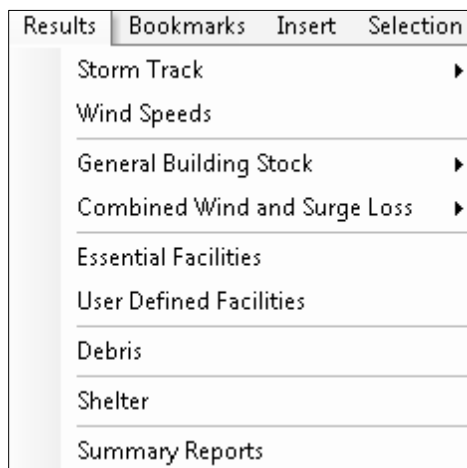 Results Bookmarks Insert Selection
Storm Track
Wind Speeds
General Building Stock
Combined Wind and Surge Loss
Essential Facilities
User Defined Facilities
Debris
Shelter
Summary Reports